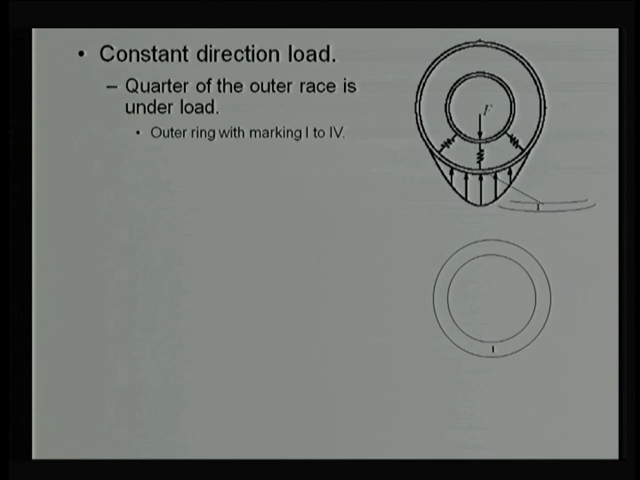 • Constant direction load.
– Quarter of the outer race is
under load.
• Outer ring with marking I to IV.
F
I
I